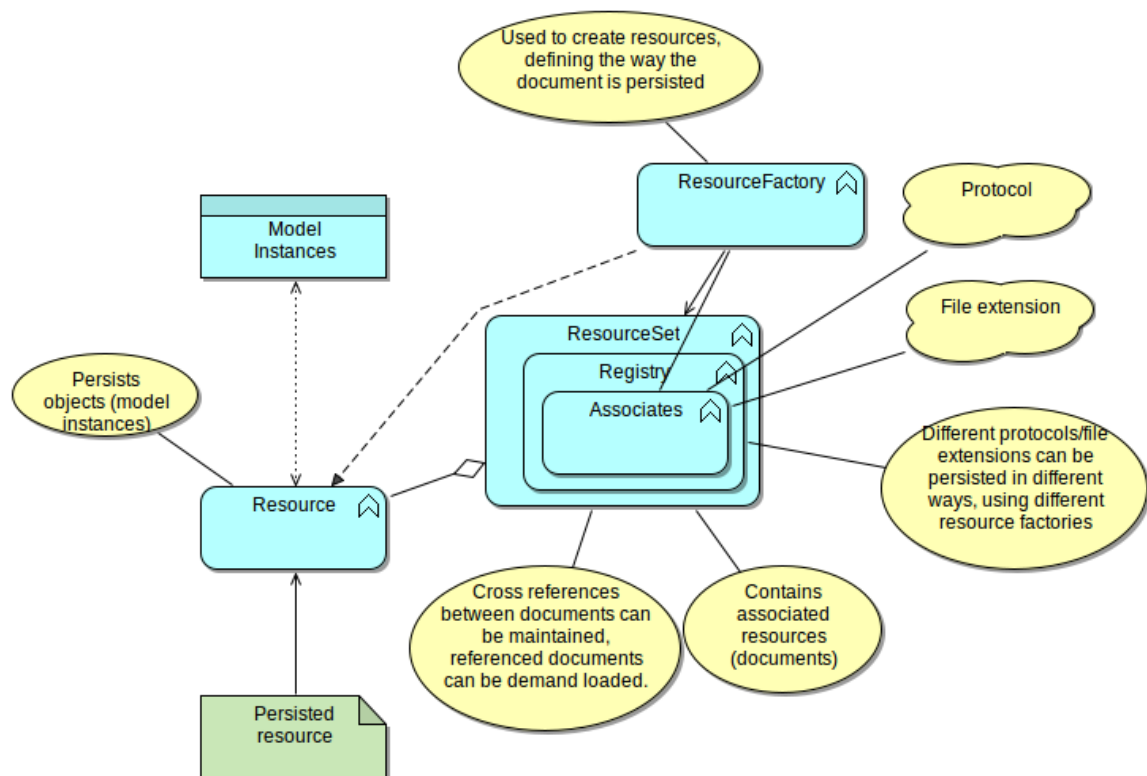 Used to create resources,
defining the way the
document is persisted
ResourceFactory
Protocol
Model
Instances
File extension
ResourceSet
Registry
Associates
Persists
objects (model
instances)
Different protocols/file
extensions can be
persisted in different
ways, using different
resource factories
Resource
Cross references
between documents can
be maintained,
referenced documents
can be demand loaded.
Contains
associated
resources
(documents)
Persisted
resource